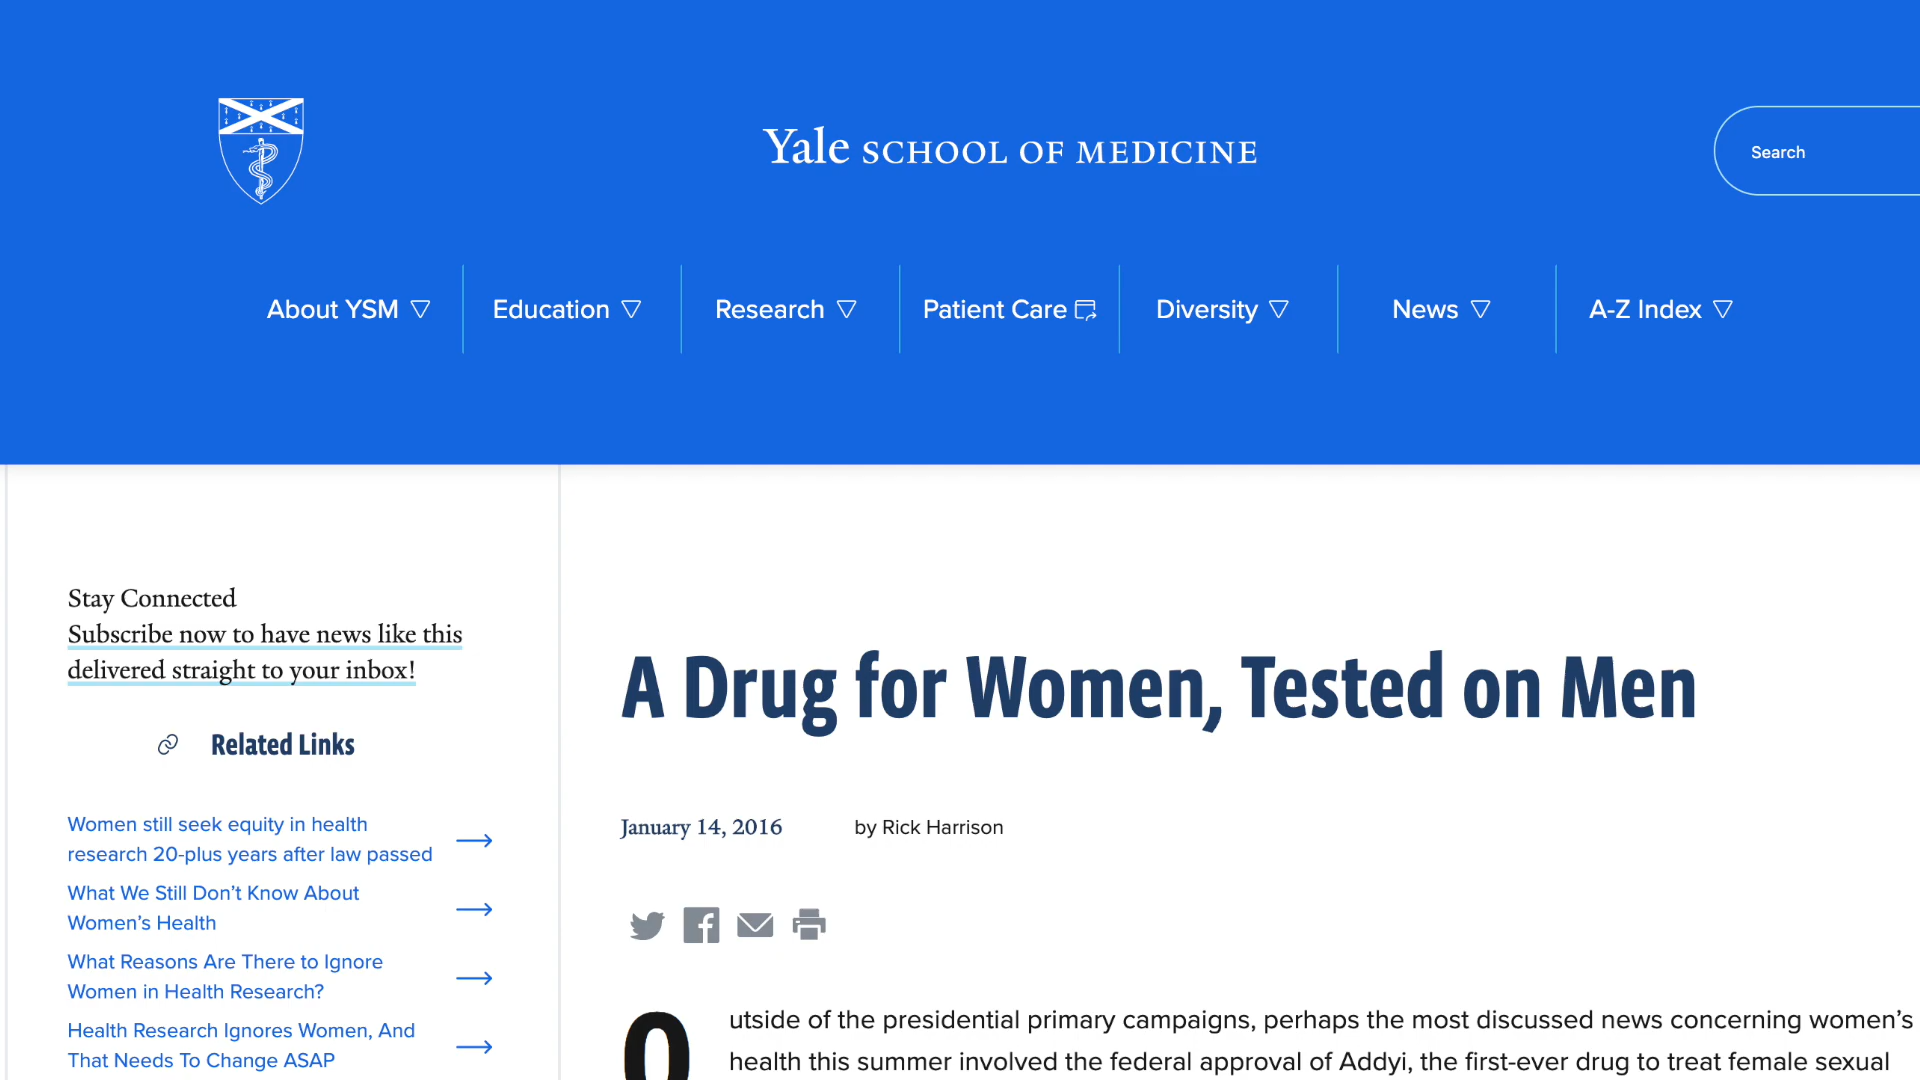 Yale SCHOOL OF MEDICINE
Search
About YSM
Education
Research
Patient Care
Diversity
News
A-Z Index
Stay Connected
Subscribe now to have news like this
delivered straight to your inbox!
Related Links
Women still seek equity in health
research 20-plus years after law passed
What We Still Don’t Know About
Women’s Health
What Reasons Are There to Ignore
Women in Health Research?
Health Research Ignores Women, And
That Needs To Change ASAP
A Drug for Women, Tested on Men
January 14, 2016
by Rick Harrison
Outside of the presidential primary campaigns, perhaps the most discussed news concerning women’s
health this summer involved the federal approval of Addyi, the first-ever drug to treat female sexual